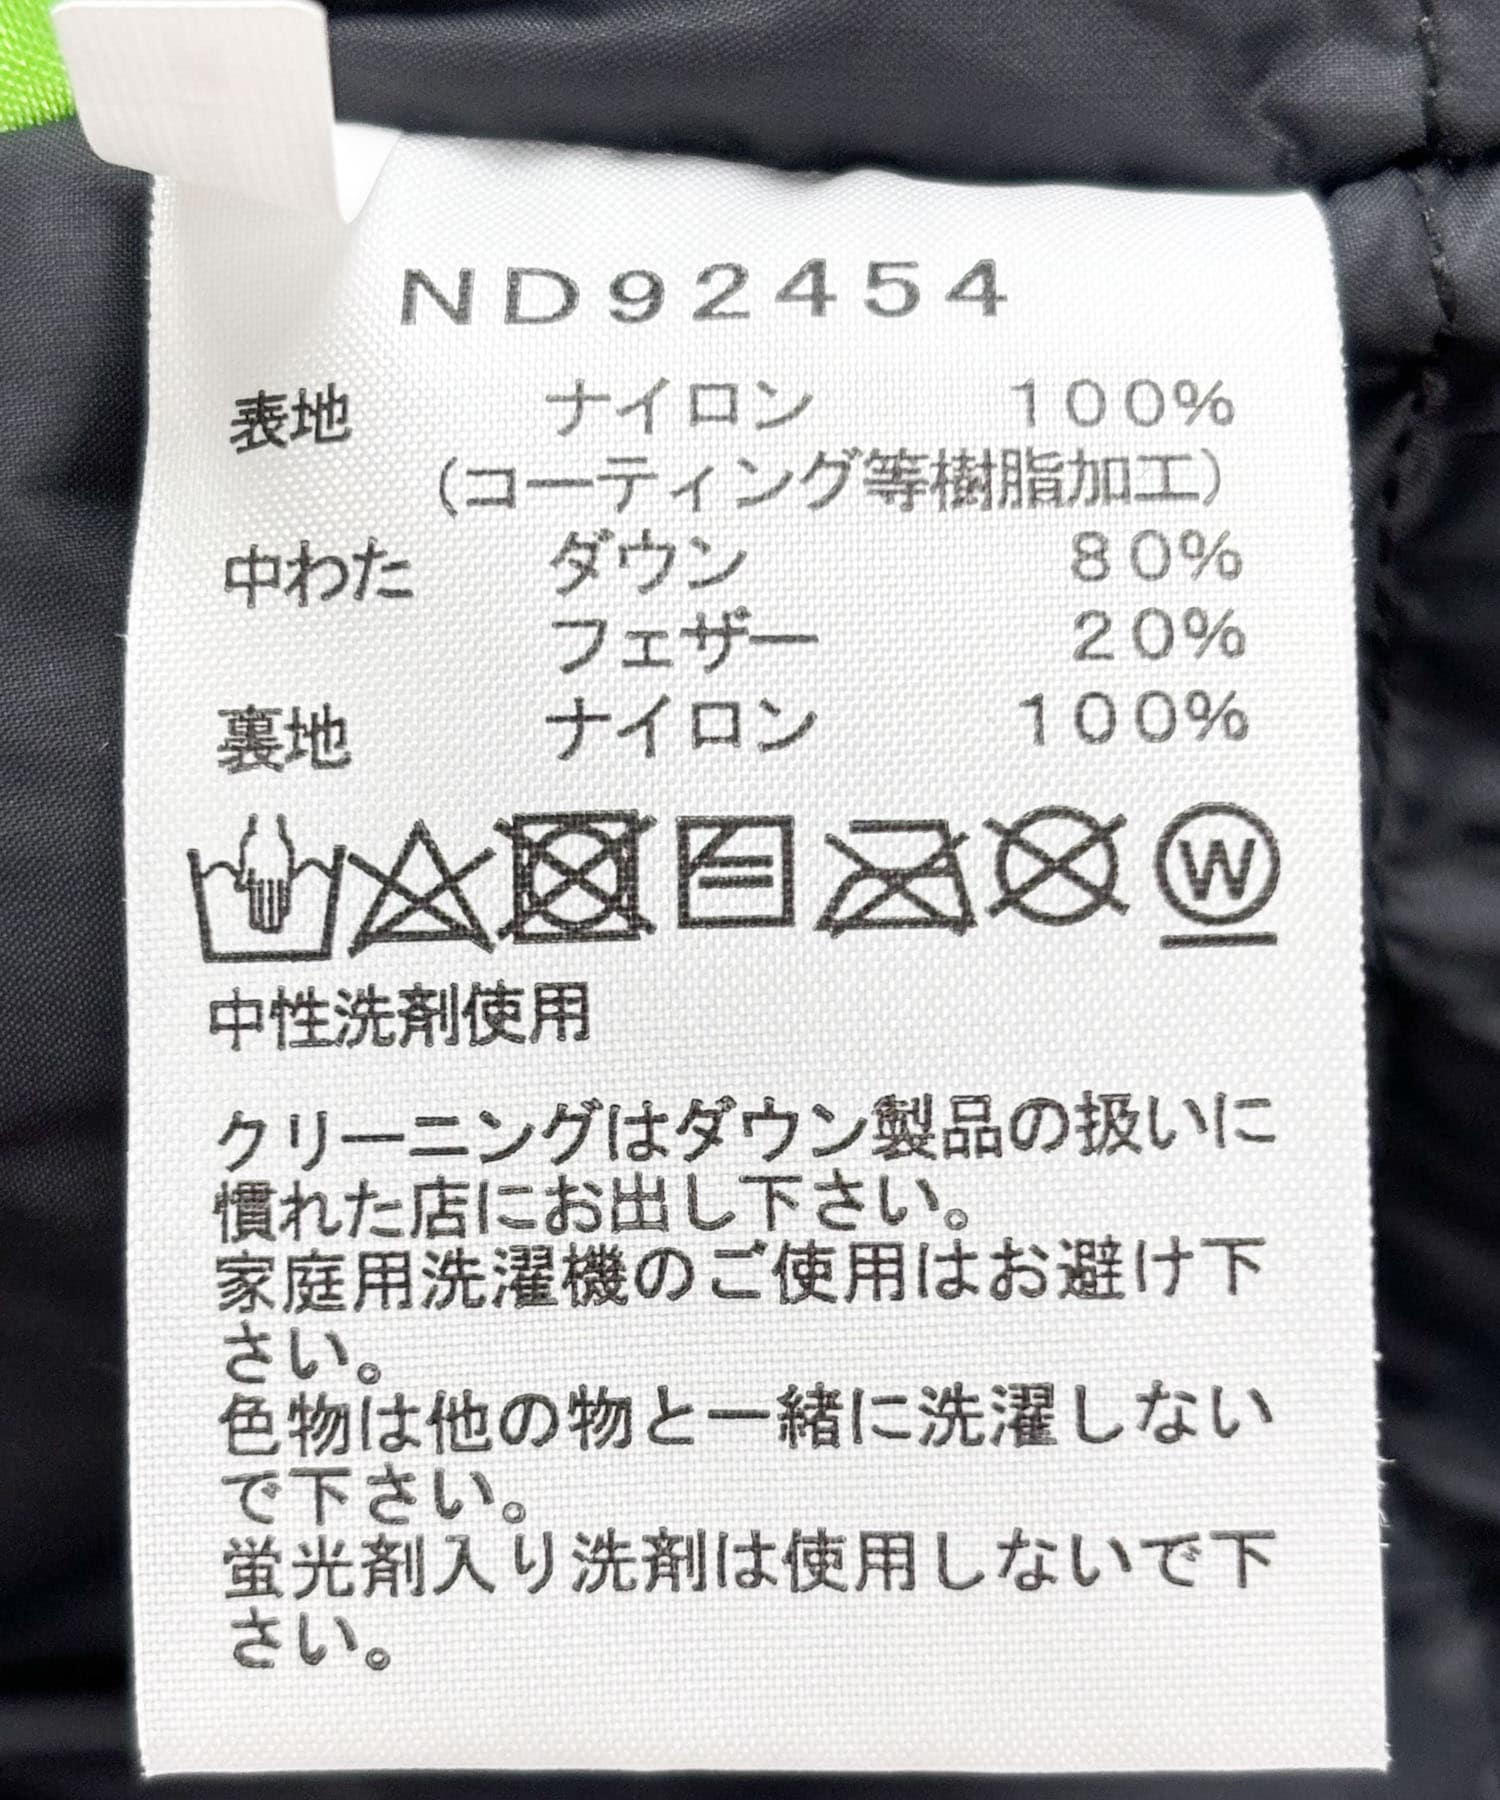 ND92454
表地 ナイロン 100%
(コーティング等樹脂加工)
中わた ダウン 80%
フェザー 20%
裏地 ナイロン 100%
W
中性洗剤使用
クリーニングはダウン製品の扱いに
慣れた店にお出し下さい。
家庭用洗濯機のご使用はお避け下
さい。
色物は他の物と一緒に洗濯しない
で下さい。
蛍光剤入り洗剤は使用しないで下
さい。